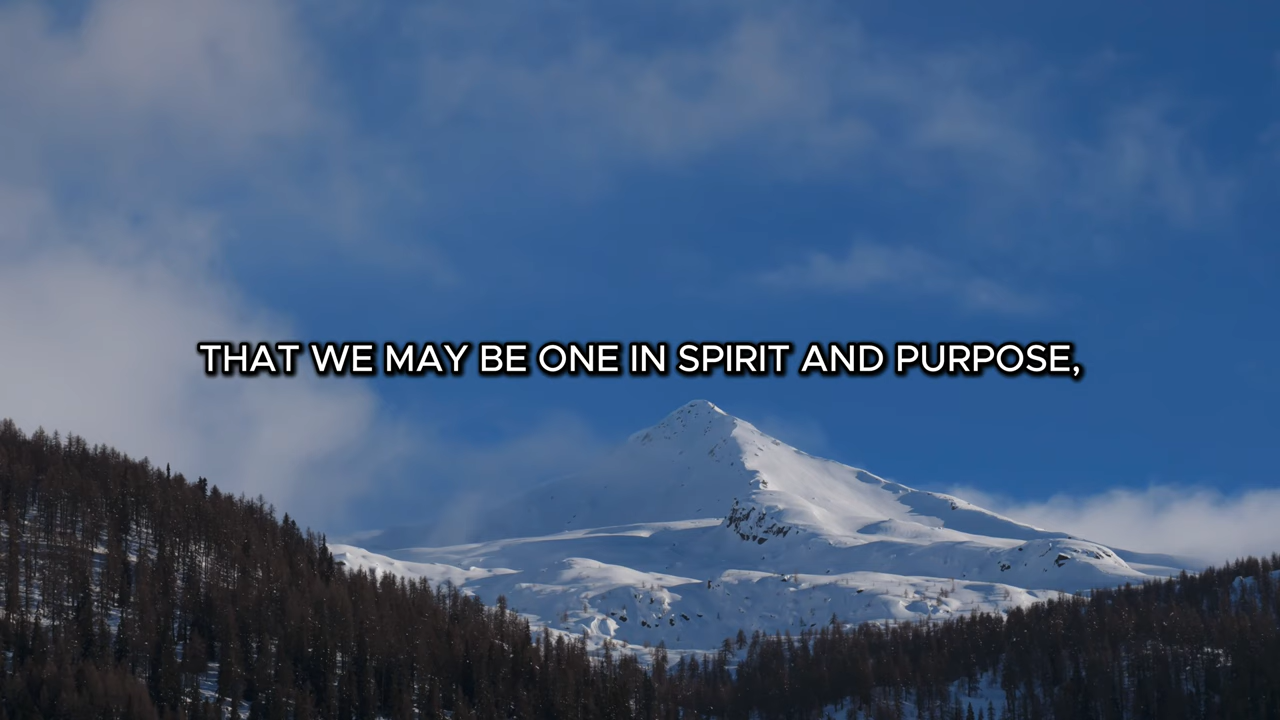 THAT WE MAY BE ONE IN SPIRIT AND PURPOSE,